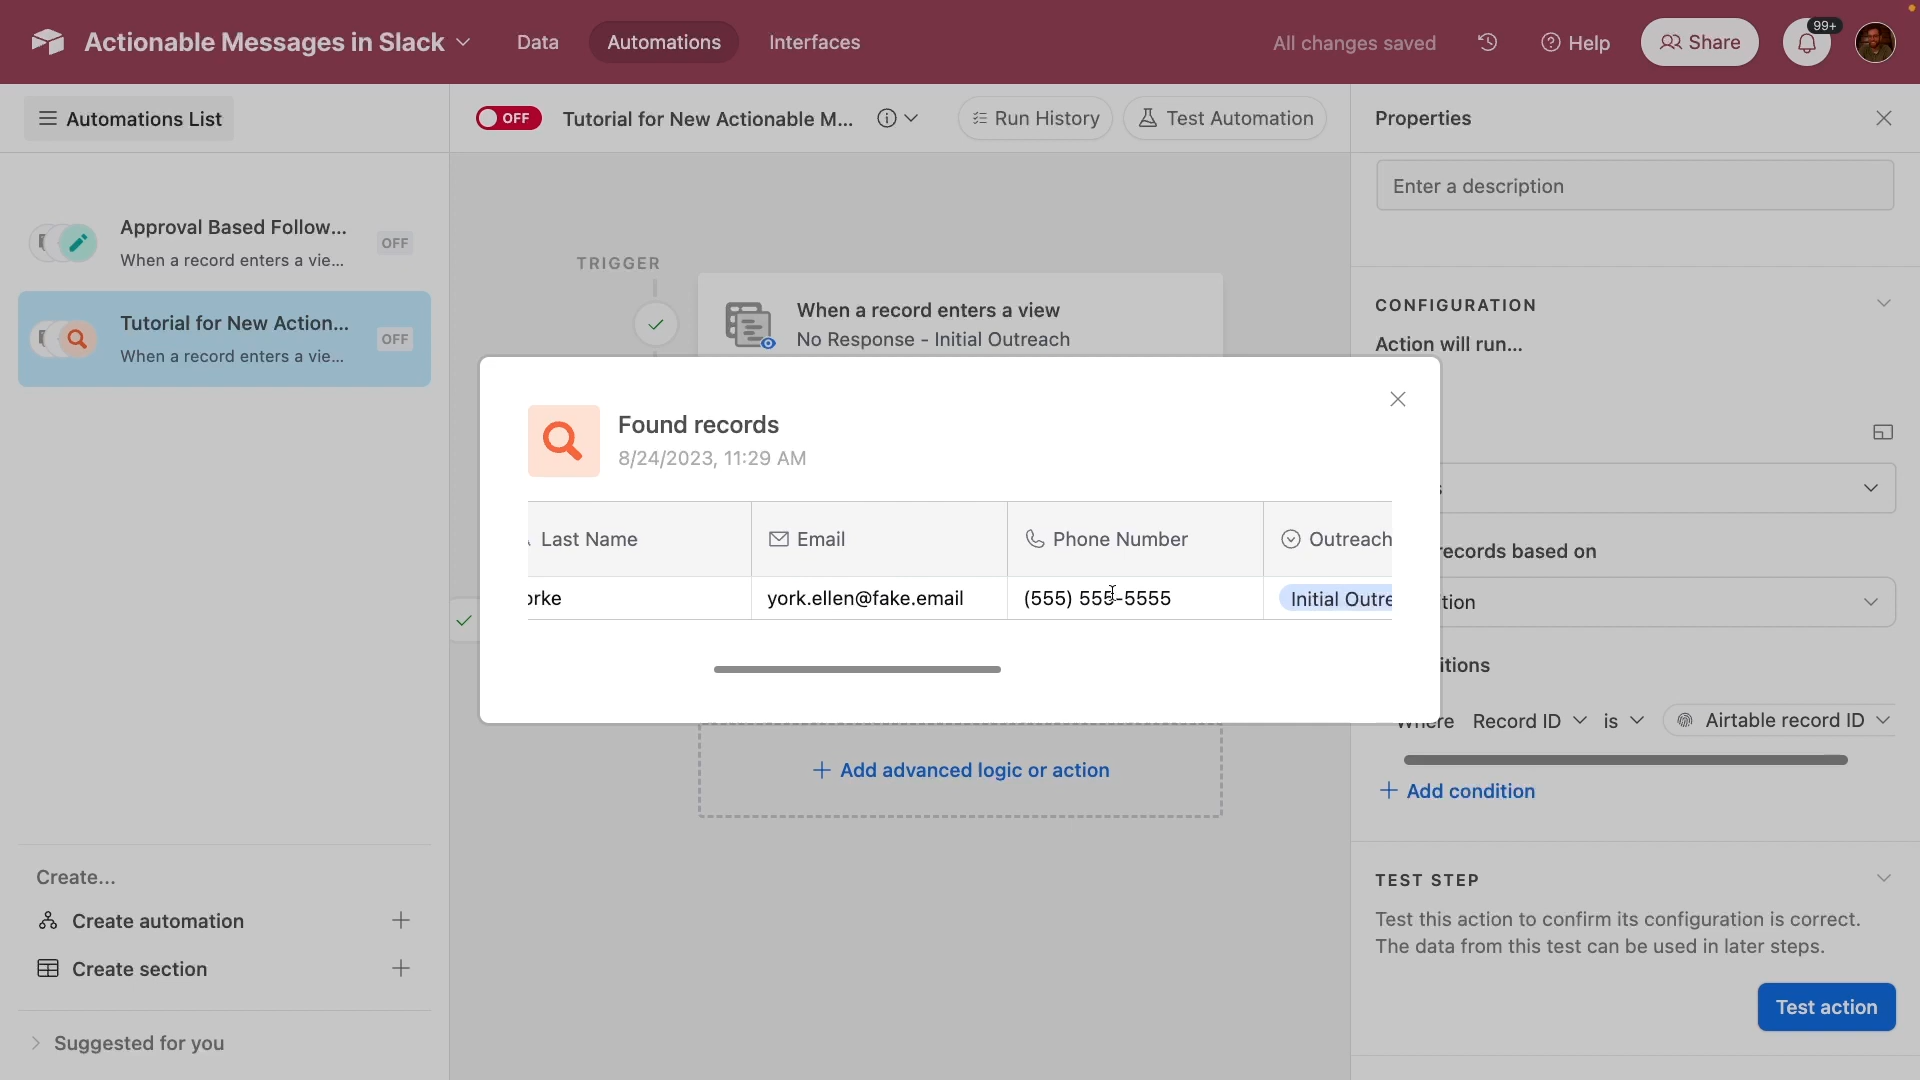 Actionable Messages in Slack
Data
Automations
Interfaces
All changes saved
Help
Share
99+
Automations List
OFF
Tutorial for New Actionable M...
Run History
Test Automation
Properties
Enter a description
Approval Based Follow...
When a record enters a vie...
OFF
Tutorial for New Action...
When a record enters a vie...
OFF
TRIGGER
When a record enters a view
No Response - Initial Outreach
CONFIGURATION
Action will run...
Found records
8/24/2023, 11:29 AM
Last Name
Email
Phone Number
Outreach
orke
york.ellen@fake.email
(555) 555-5555
Initial Outre
records based on
tion
itions
Where
Record ID
is
Airtable record ID
Add condition
Add advanced logic or action
TEST STEP
Test this action to confirm its configuration is correct.
The data from this test can be used in later steps.
Test action
Create...
Create automation
Create section
Suggested for you